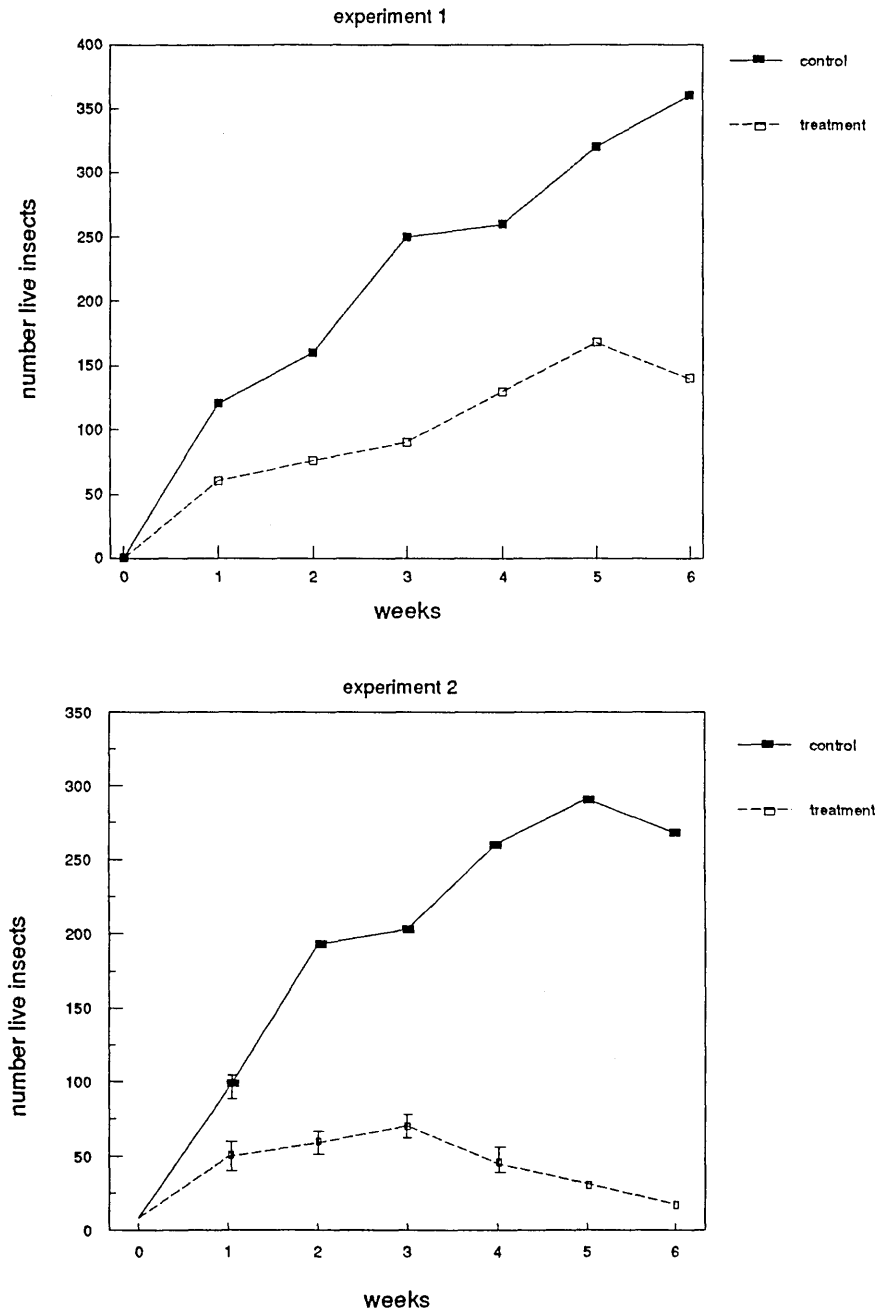 experiment 1
400
350
300
250
200
150
100
50
0
number live insects
0 1 2 3 4 5 6
weeks
control
treatment
experiment 2
350
300
250
200
150
100
50
0
number live insects
0 1 2 3 4 5 6
weeks
control
treatment